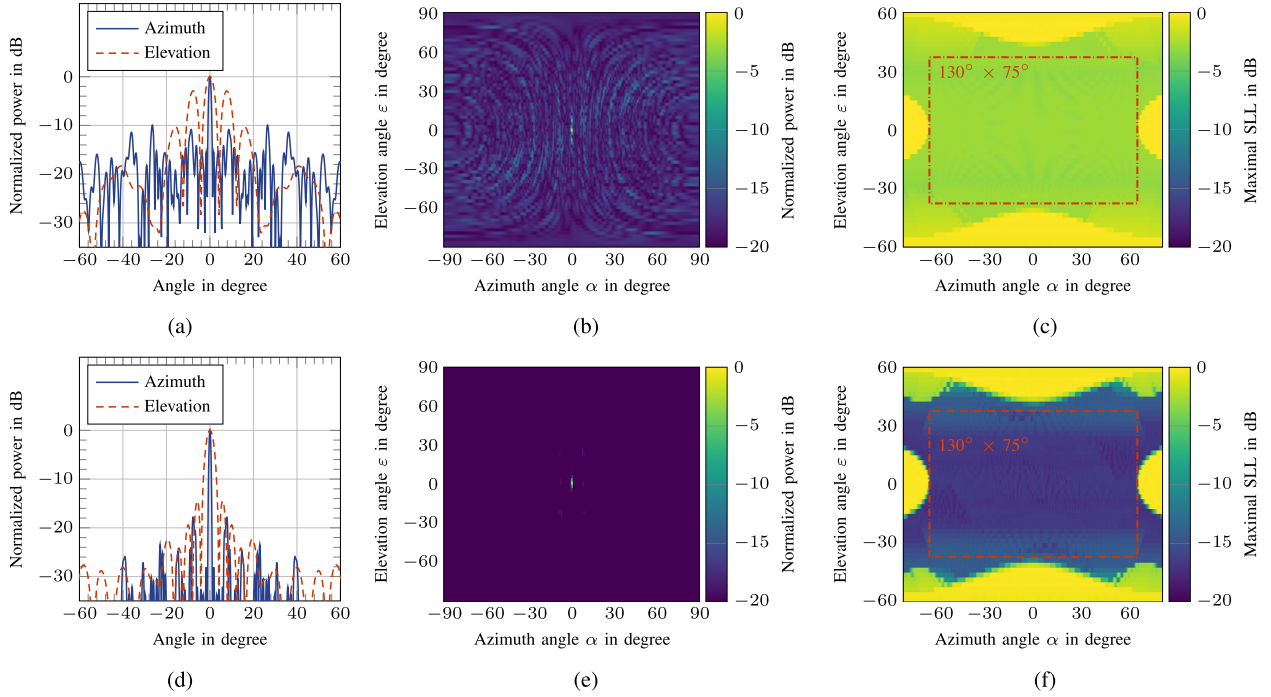 Normalized power in dB
0
−10
−20
−30
−60 −40 −20 0 20 40 60
Angle in degree
Azimuth
Elevation
(a)
Elevation angle ε in degree
90
60
30
0
−30
−60
−90 −60 −30 0 30 60 90
Azimuth angle α in degree
0
−5
−10
−15
−20
Normalized power in dB
(b)
Elevation angle ε in degree
60
30
0
−30
−60
−60 −30 0 30 60
Azimuth angle α in degree
130° × 75°
0
−5
−10
−15
−20
Maximal SLL in dB
(c)
Normalized power in dB
0
−10
−20
−30
−60 −40 −20 0 20 40 60
Angle in degree
Azimuth
Elevation
(d)
Elevation angle ε in degree
90
60
30
0
−30
−60
−90 −60 −30 0 30 60 90
Azimuth angle α in degree
0
−5
−10
−15
−20
Normalized power in dB
(e)
Elevation angle ε in degree
60
30
0
−30
−60
−60 −30 0 30 60
Azimuth angle α in degree
130° × 75°
0
−5
−10
−15
−20
Maximal SLL in dB
(f)